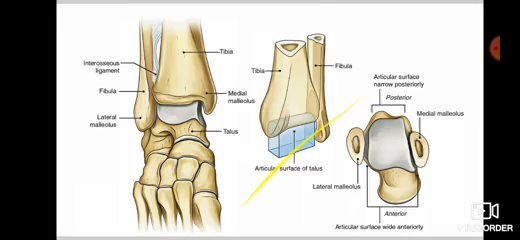 Interosseous
ligament
Fibula
Lateral
malleolus
Tibia
Medial
malleolus
Talus
Tibia
Fibula
Articular surface of talus
Articular surface
narrow posteriorly
Posterior
Medial malleolus
Lateral malleolus
Anterior
Articular surface wide anteriorly
RECORDER